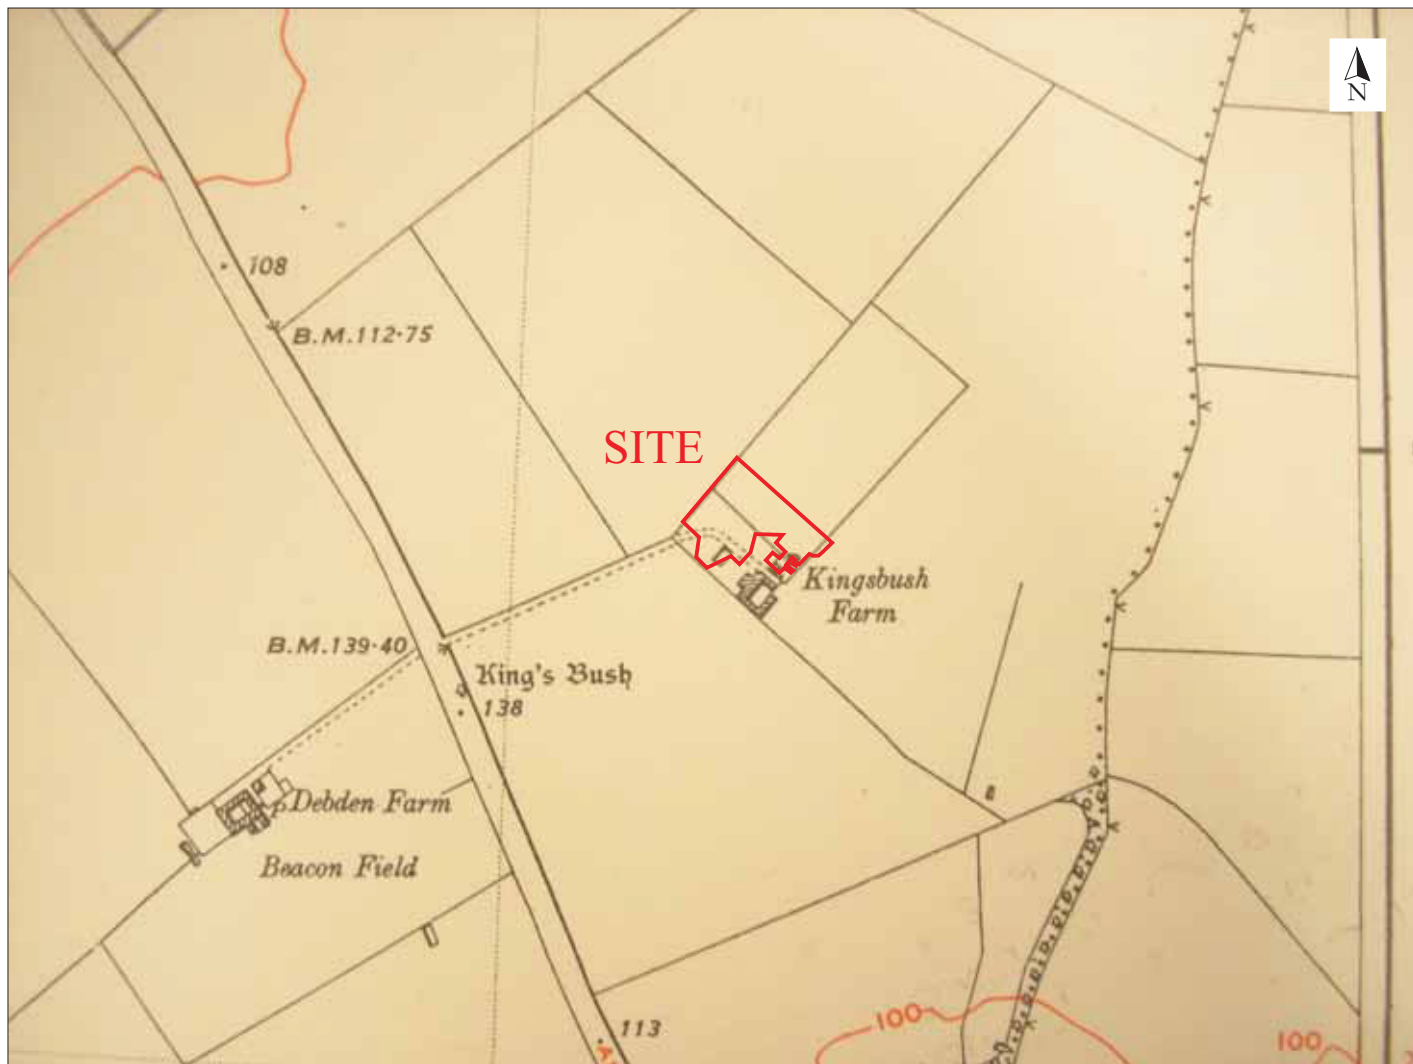 N
108
B.M.112·75
SITE
Kingsbush
Farm
B.M.139·40
King's Bush
138
Debden Farm
Beacon Field
100
113
100